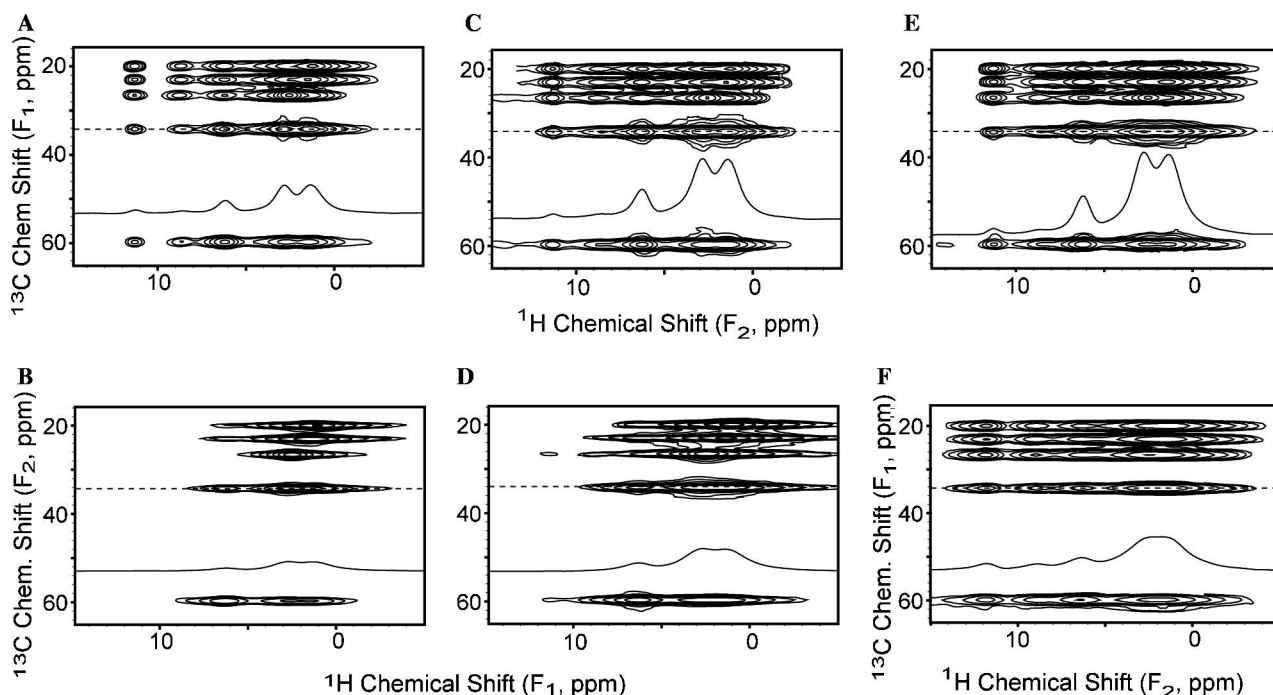 A
20
40
60
10
0
¹³C Chem Shift (F₁, ppm)
C
20
40
60
10
0
¹H Chemical Shift (F₂, ppm)
E
20
40
60
10
0
B
20
40
60
10
0
¹³C Chem. Shift (F₂, ppm)
D
20
40
60
10
0
¹H Chemical Shift (F₁, ppm)
F
20
40
60
10
0
¹³C Chem. Shift (F₁, ppm)
¹H Chemical Shift (F₂, ppm)